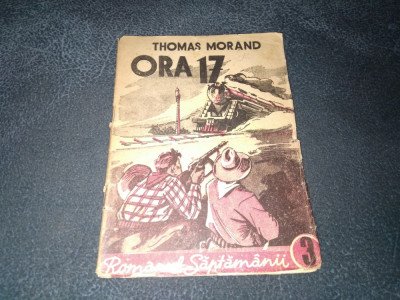 THOMAS MORAND
ORA 17
Romanul Săptămânii 3